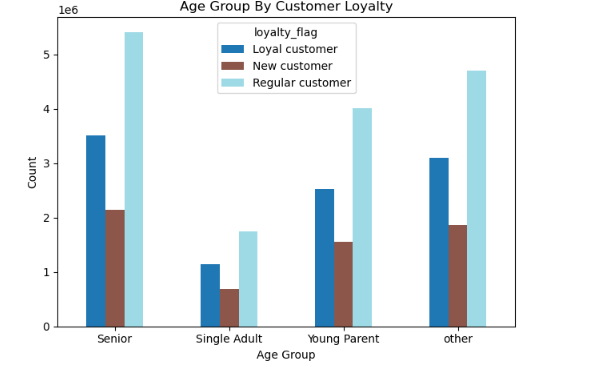 Age Group By Customer Loyalty
1e6
loyalty_flag
Loyal customer
New customer
Regular customer
5
4
3
2
1
0
Count
Senior Single Adult Young Parent other
Age Group